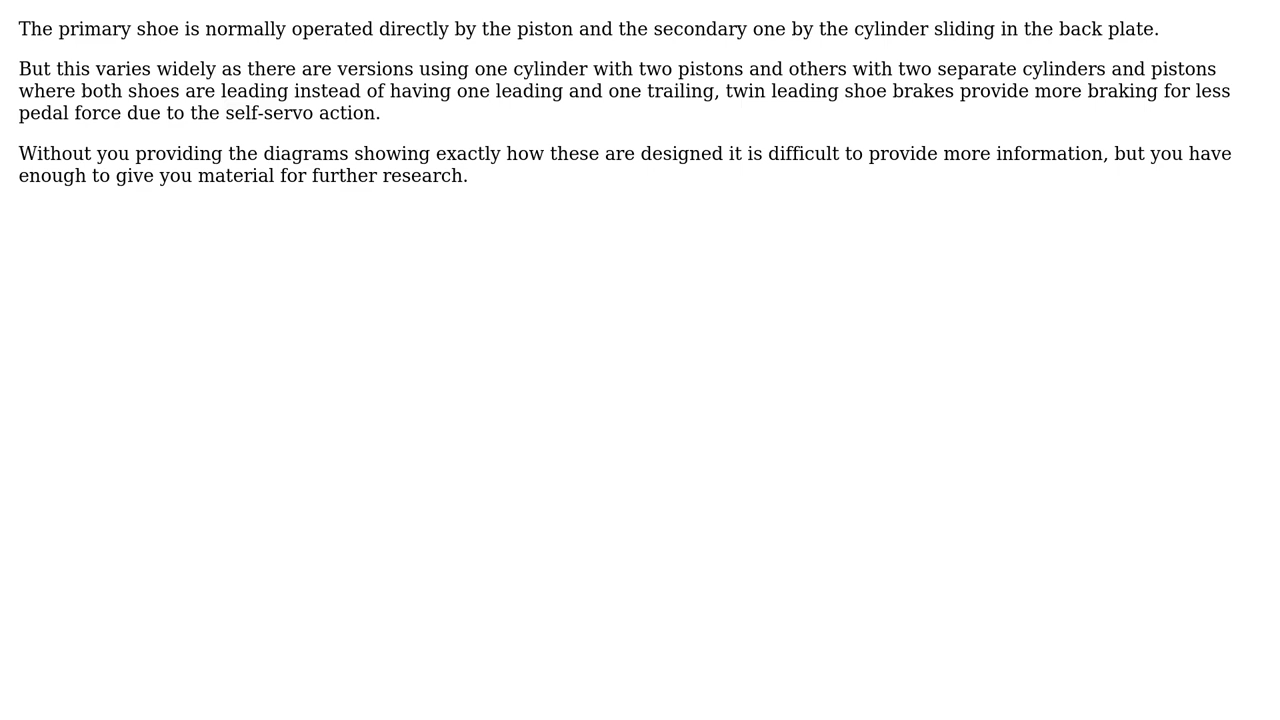 The primary shoe is normally operated directly by the piston and the secondary one by the cylinder sliding in the back plate.
But this varies widely as there are versions using one cylinder with two pistons and others with two separate cylinders and pistons
where both shoes are leading instead of having one leading and one trailing, twin leading shoe brakes provide more braking for less
pedal force due to the self-servo action.
Without you providing the diagrams showing exactly how these are designed it is difficult to provide more information, but you have
enough to give you material for further research.